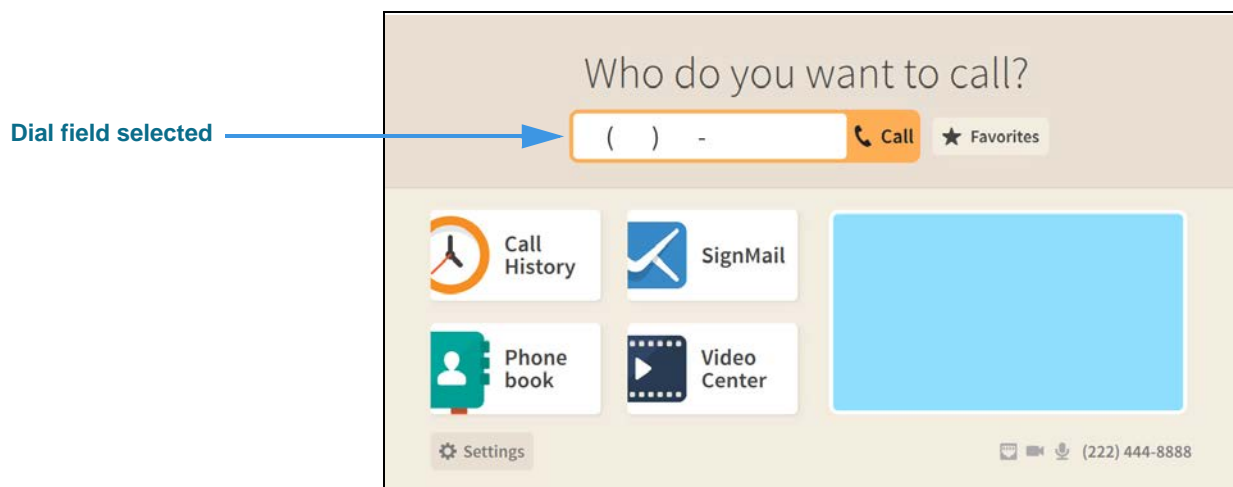 Who do you want to call?
Dial field selected
( ) -
Call
Favorites
Call
History
SignMail
Phone
book
Video
Center
Settings
(222) 444-8888